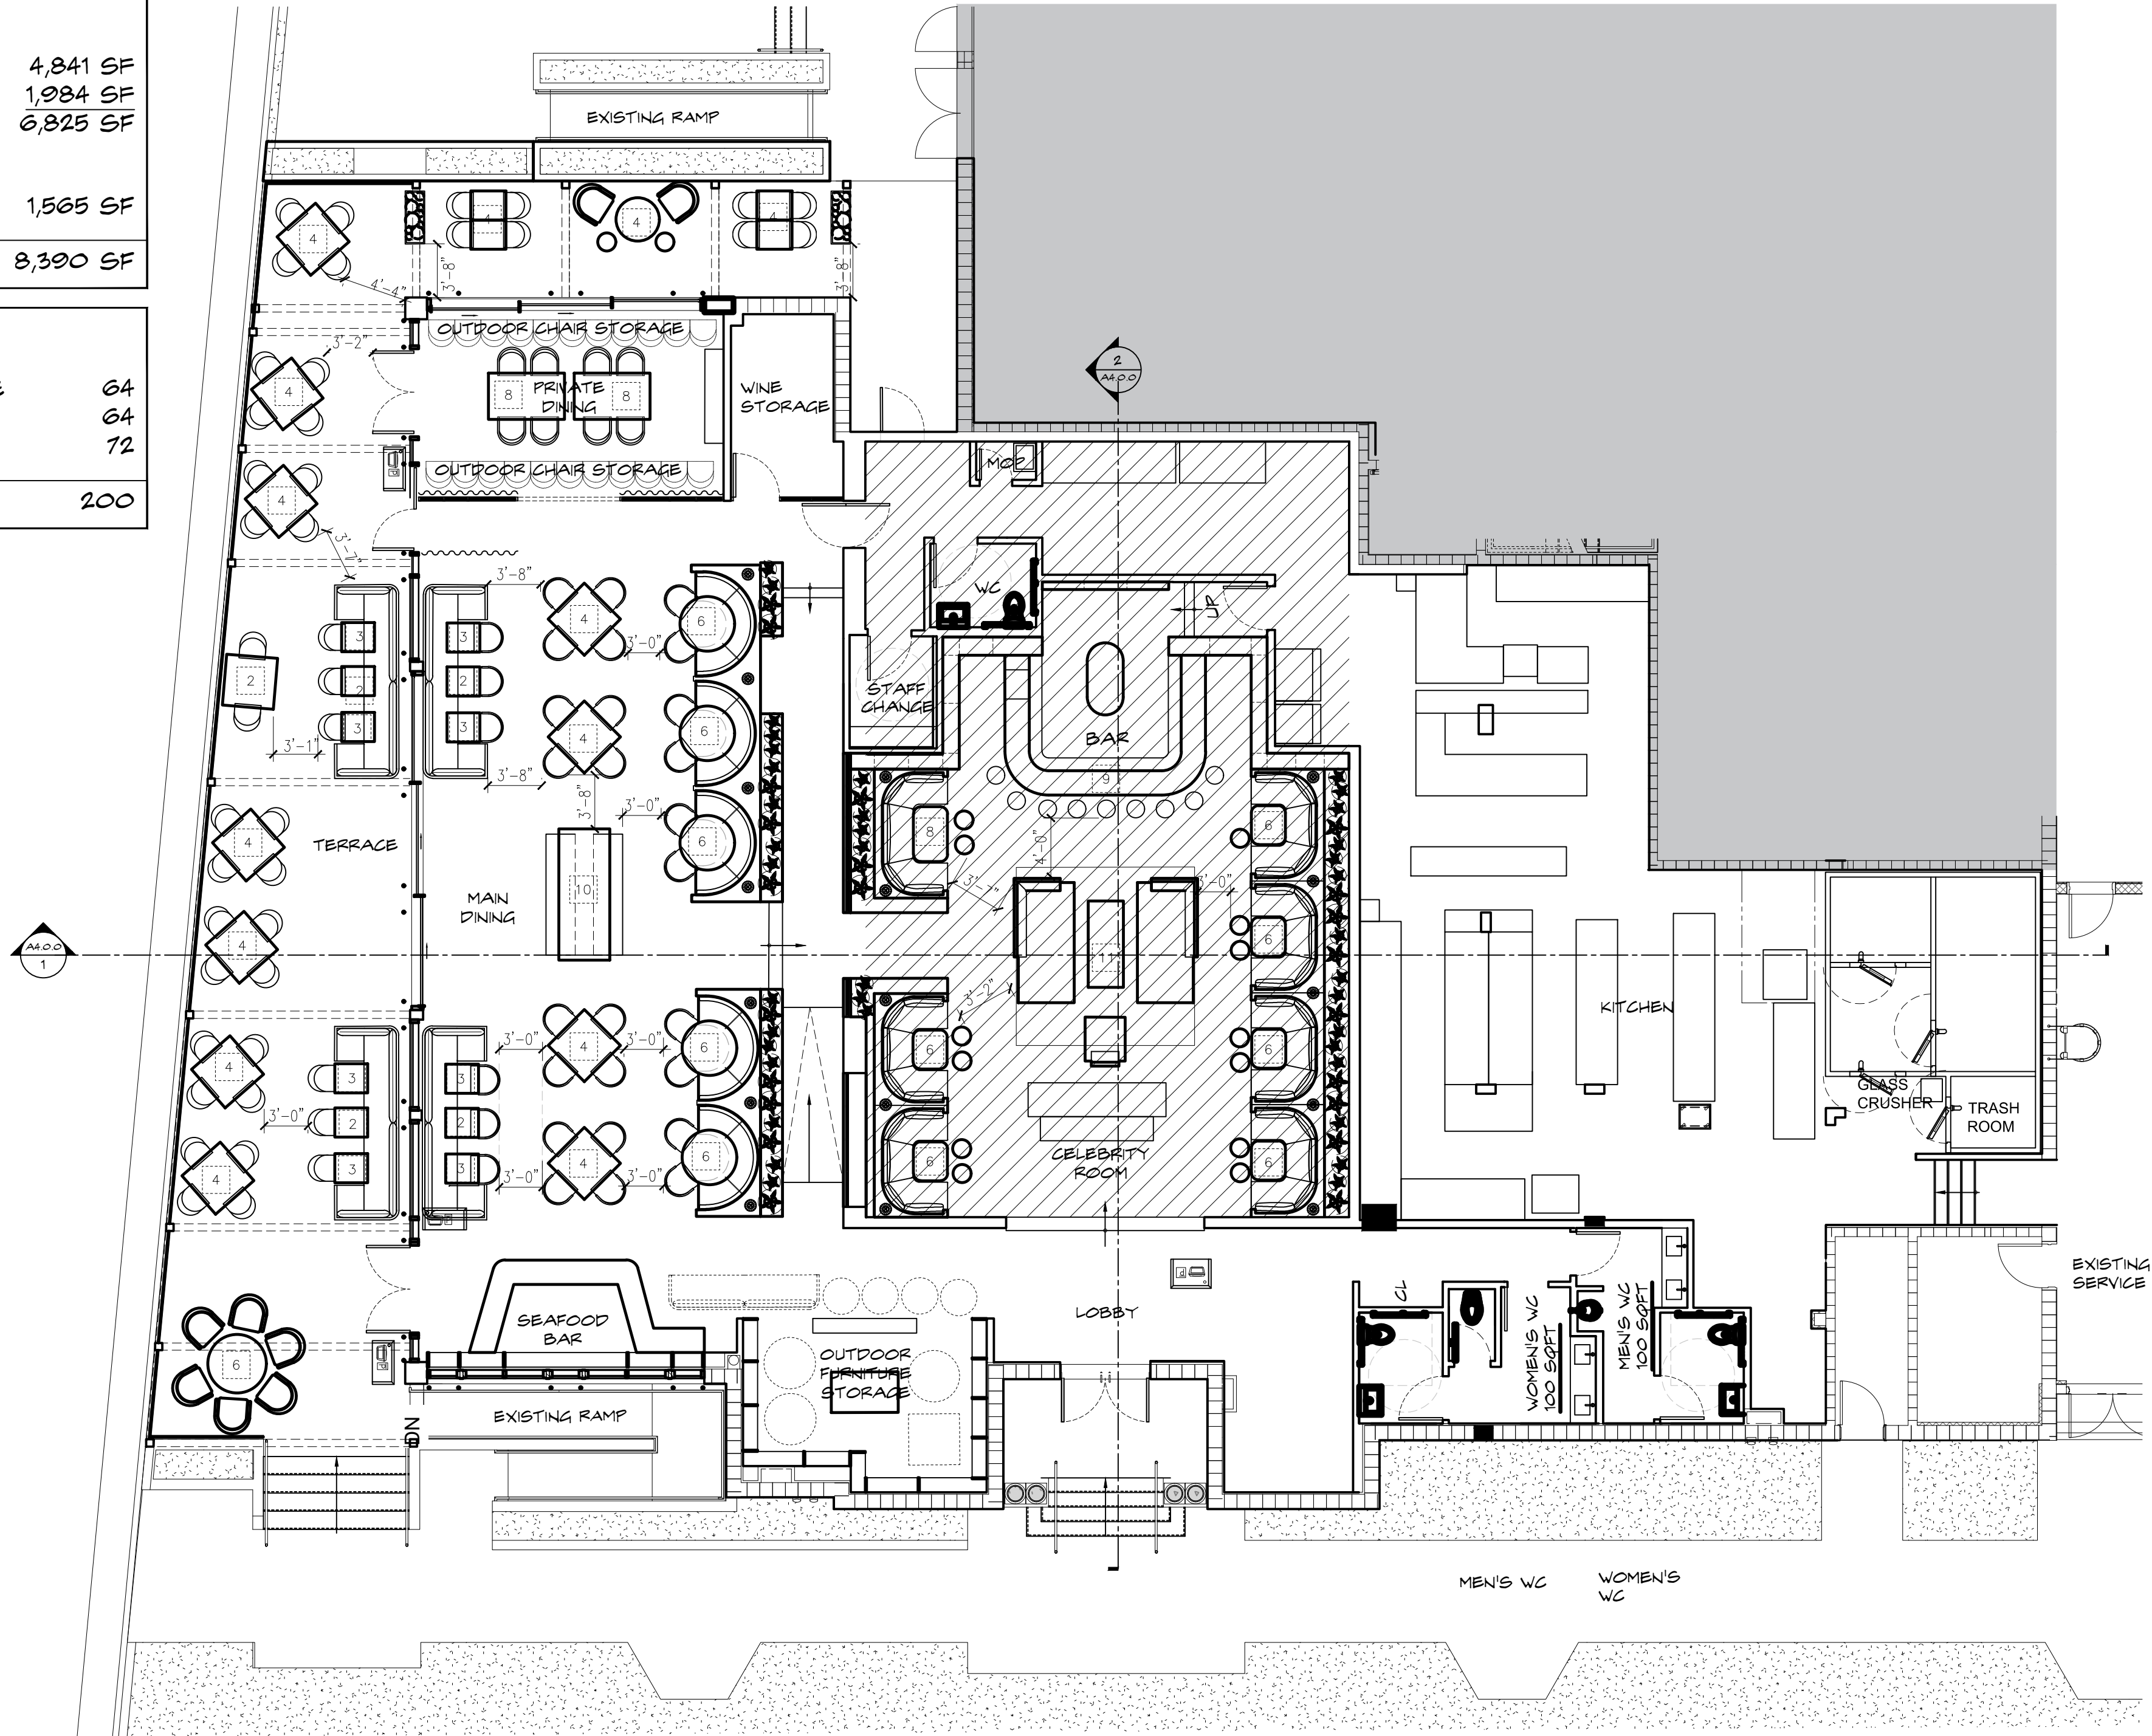 4,841 SF
1,984 SF
6,825 SF
1,565 SF
8,390 SF
64
64
72
200
EXISTING RAMP
4
4
4
4
3'-8"
3'-8"
4'-4"
OUTDOOR CHAIR STORAGE
3'-2"
4
8
PRIVATE
DINING
8
WINE
STORAGE
2
A4.0.0
OUTDOOR CHAIR STORAGE
4
MOP
3'-7"
WC
UP
3'-8"
4
6
3'-0"
3
3
2
2
2
3
3
STAFF
CHANGE
4
6
BAR
3'-1"
3'-8"
9
3'-8"
3'-0"
4
TERRACE
6
8
6
4'-0"
3'-7"
3'-0"
10
MAIN
DINING
4
6
A4.0.0
1
11
3'-2"
KITCHEN
3'-0"
4
3'-0"
6
6
6
4
3
3
GLASS
CRUSHER
TRASH
ROOM
3'-0"
2
2
CELEBRITY
ROOM
4
3
3
3'-0"
4
3'-0"
6
6
6
EXISTING
SERVICE
SEAFOOD
BAR
LOBBY
CL
WOMEN'S WC
100 SQFT
MEN'S WC
100 SQFT
6
OUTDOOR
FURNITURE
STORAGE
EXISTING RAMP
DN
MEN'S WC
WOMEN'S
WC